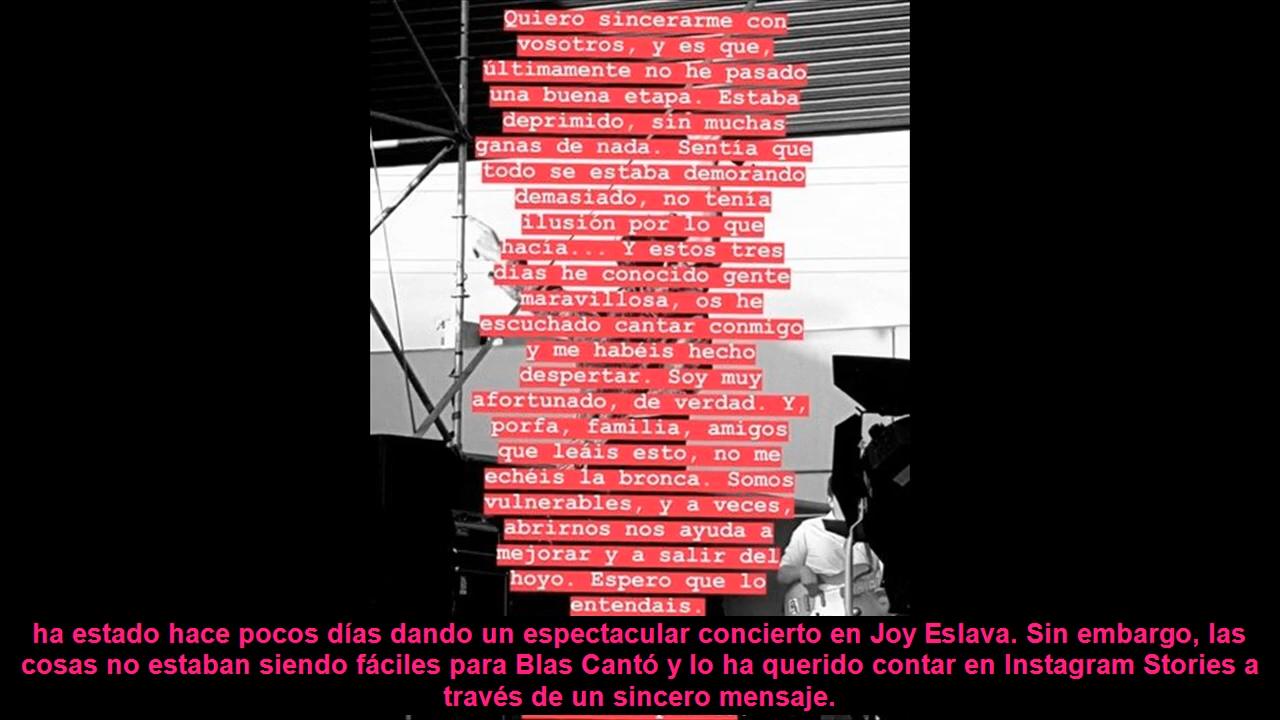 Quiero sincerarme con
vosotros, y es que,
últimamente no he pasado
una buena etapa. Estaba
deprimido, sin muchas
ganas de nada. Sentía que
todo se estaba demorando
demasiado, no tenía
ilusión por lo que
hacía... Y estos tres
días he conocido gente
maravillosa, os he
escuchado cantar conmigo
y me habéis hecho
despertar. Soy muy
afortunado, de verdad. Y,
porfa, familia, amigos
que leáis esto, no me
echéis la bronca. Somos
vulnerables, y a veces,
abrirnos nos ayuda a
mejorar y a salir del
hoyo. Espero que lo
entendais.
ha estado hace pocos días dando un espectacular concierto en Joy Eslava. Sin embargo, las
cosas no estaban siendo fáciles para Blas Cantó y lo ha querido contar en Instagram Stories a
través de un sincero mensaje.